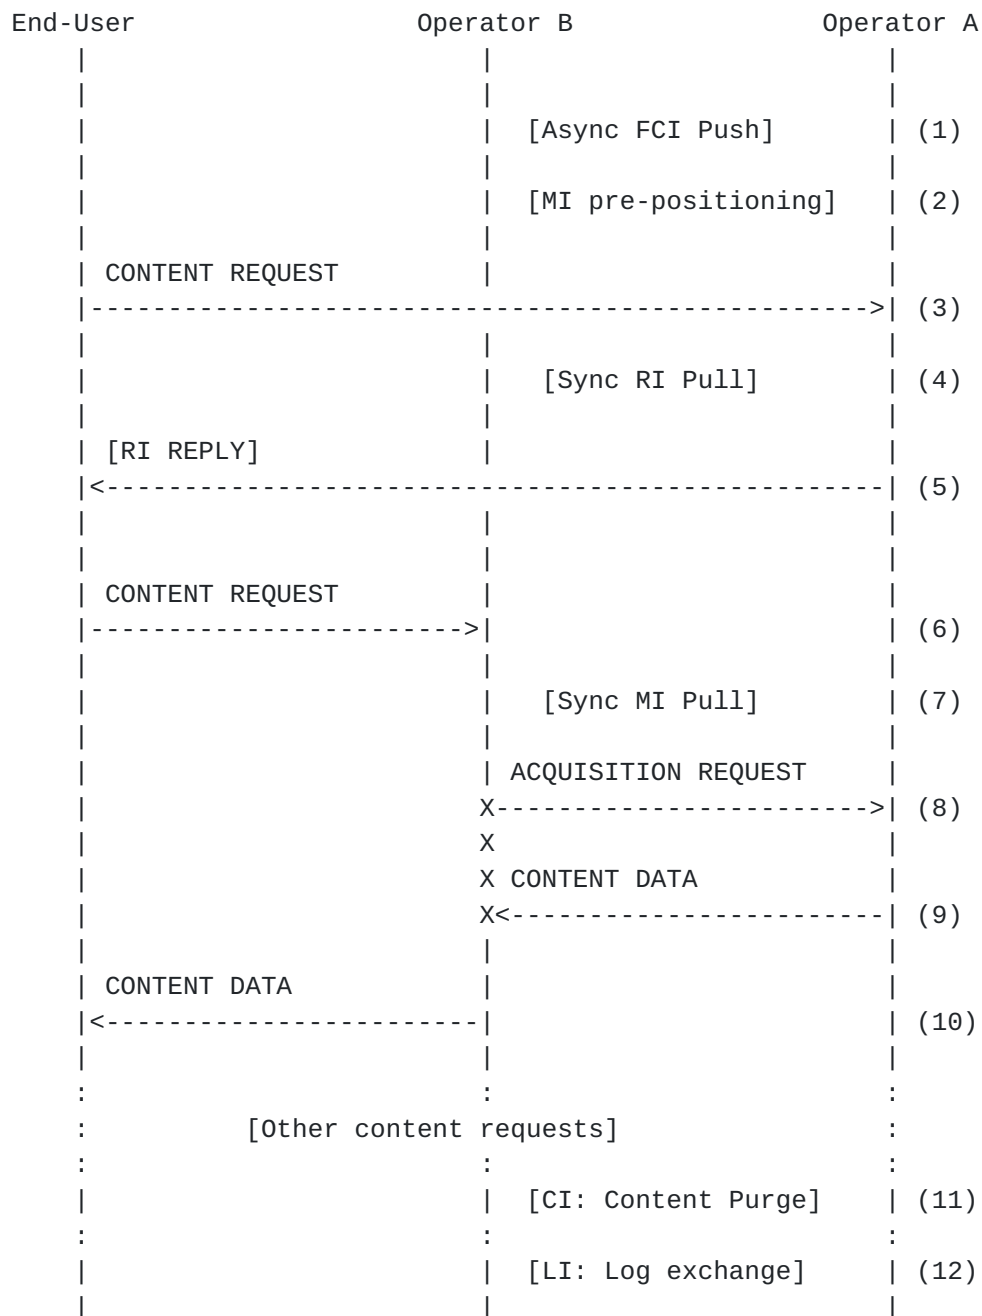 End-User                  Operator B                Operator A
    |                         |                         |
    |                         |                         |
    |                         |  [Async FCI Push]       | (1)
    |                         |                         |
    |                         |  [MI pre-positioning]   | (2)
    |                         |                         |
    | CONTENT REQUEST         |                         |
    |-------------------------------------------------->| (3)
    |                         |                         |
    |                         |   [Sync RI Pull]        | (4)
    |                         |                         |
    | [RI REPLY]              |                         |
    |<--------------------------------------------------| (5)
    |                         |                         |
    |                         |                         |
    | CONTENT REQUEST         |                         |
    |------------------------>|                         | (6)
    |                         |                         |
    |                         |   [Sync MI Pull]        | (7)
    |                         |                         |
    |                         | ACQUISITION REQUEST     |
    |                         X------------------------>| (8)
    |                         X                         |
    |                         X CONTENT DATA            |
    |                         X<------------------------| (9)
    |                         |                         |
    | CONTENT DATA            |                         |
    |<------------------------|                         | (10)
    |                         |                         |
    :                         :                         :
    :          [Other content requests]                 :
    :                         :                         :
    |                         |  [CI: Content Purge]    | (11)
    :                         :                         :
    |                         |  [LI: Log exchange]     | (12)
    |                         |                         |